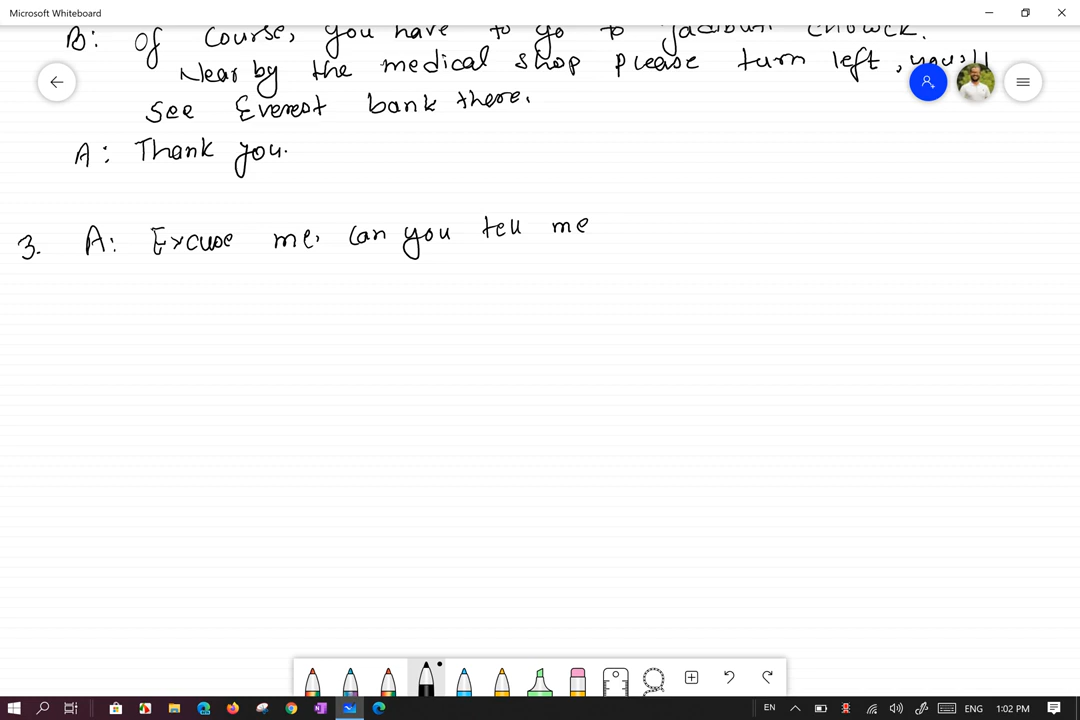 Microsoft Whiteboard
B: Of course, you have to go to chowck.
Near by the medical shop please turn left, you'll
see Everest bank there.
A: Thank you.
3. A: Excuse me, can you tell me
EN
ENG
1:02 PM